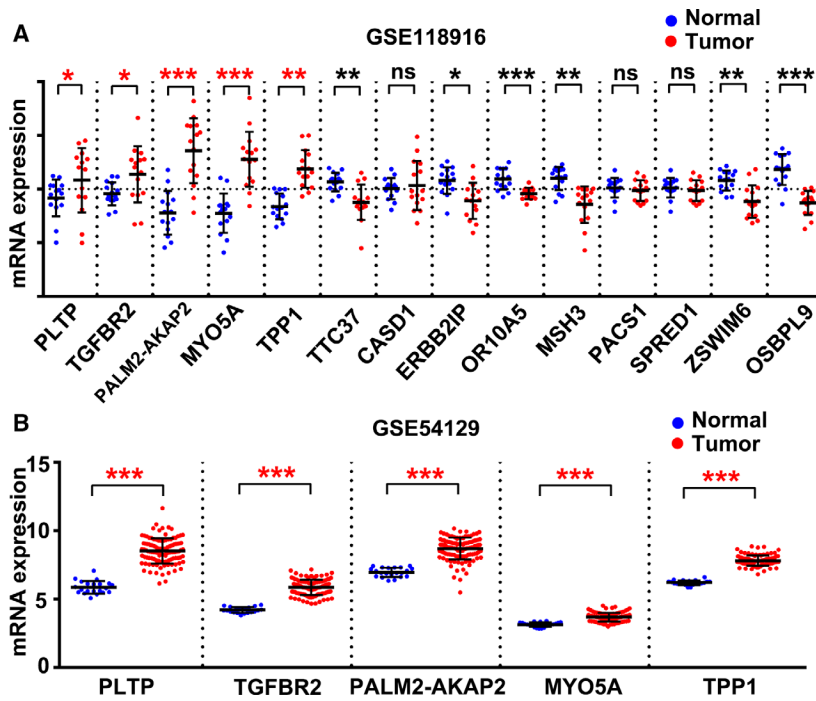 A
GSE118916
Normal
Tumor
* * *** *** ** ** ns * *** ** ns ns ** ***
mRNA expression
PLTP TGFBR2 PALM2-AKAP2 MYO5A TPP1 TTC37 CASD1 ERBB2IP OR10A5 MSH3 PACS1 SPRED1 ZSWIM6 OSBPL9
B
GSE54129
Normal
Tumor
15
*** *** *** *** ***
10
5
0
mRNA expression
PLTP TGFBR2 PALM2-AKAP2 MYO5A TPP1